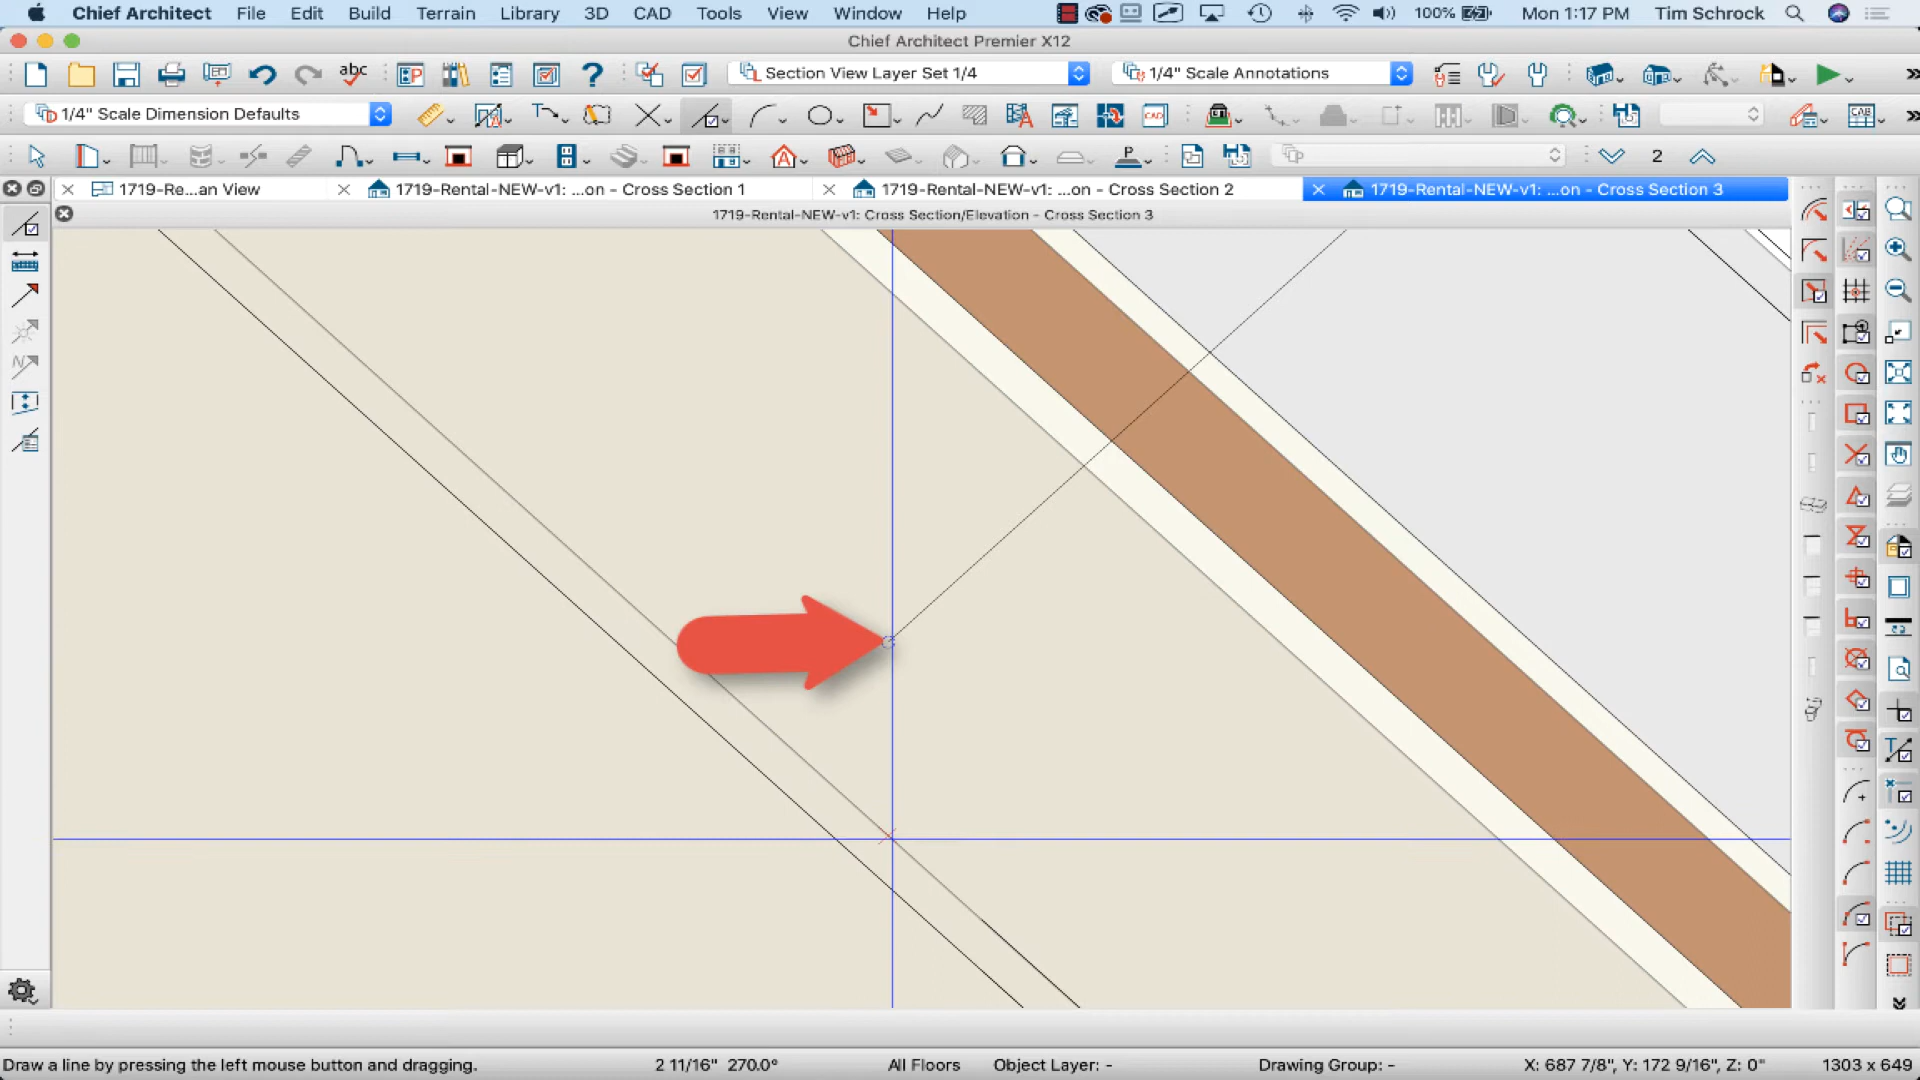 Chief Architect File Edit Build Terrain Library 3D CAD Tools View Window Help 100% Mon 1:17 PM Tim Schrock
Chief Architect Premier X12
abc Section View Layer Set 1/4 1/4" Scale Annotations
1/4" Scale Dimension Defaults
2
1719-Re...an View 1719-Rental-NEW-v1: ...on - Cross Section 1 1719-Rental-NEW-v1: ...on - Cross Section 2 1719-Rental-NEW-v1: ...on - Cross Section 3
1719-Rental-NEW-v1: Cross Section/Elevation - Cross Section 3
Draw a line by pressing the left mouse button and dragging. 2 11/16" 270.0° All Floors Object Layer: - Drawing Group: - X: 687 7/8", Y: 172 9/16", Z: 0" 1303 x 649